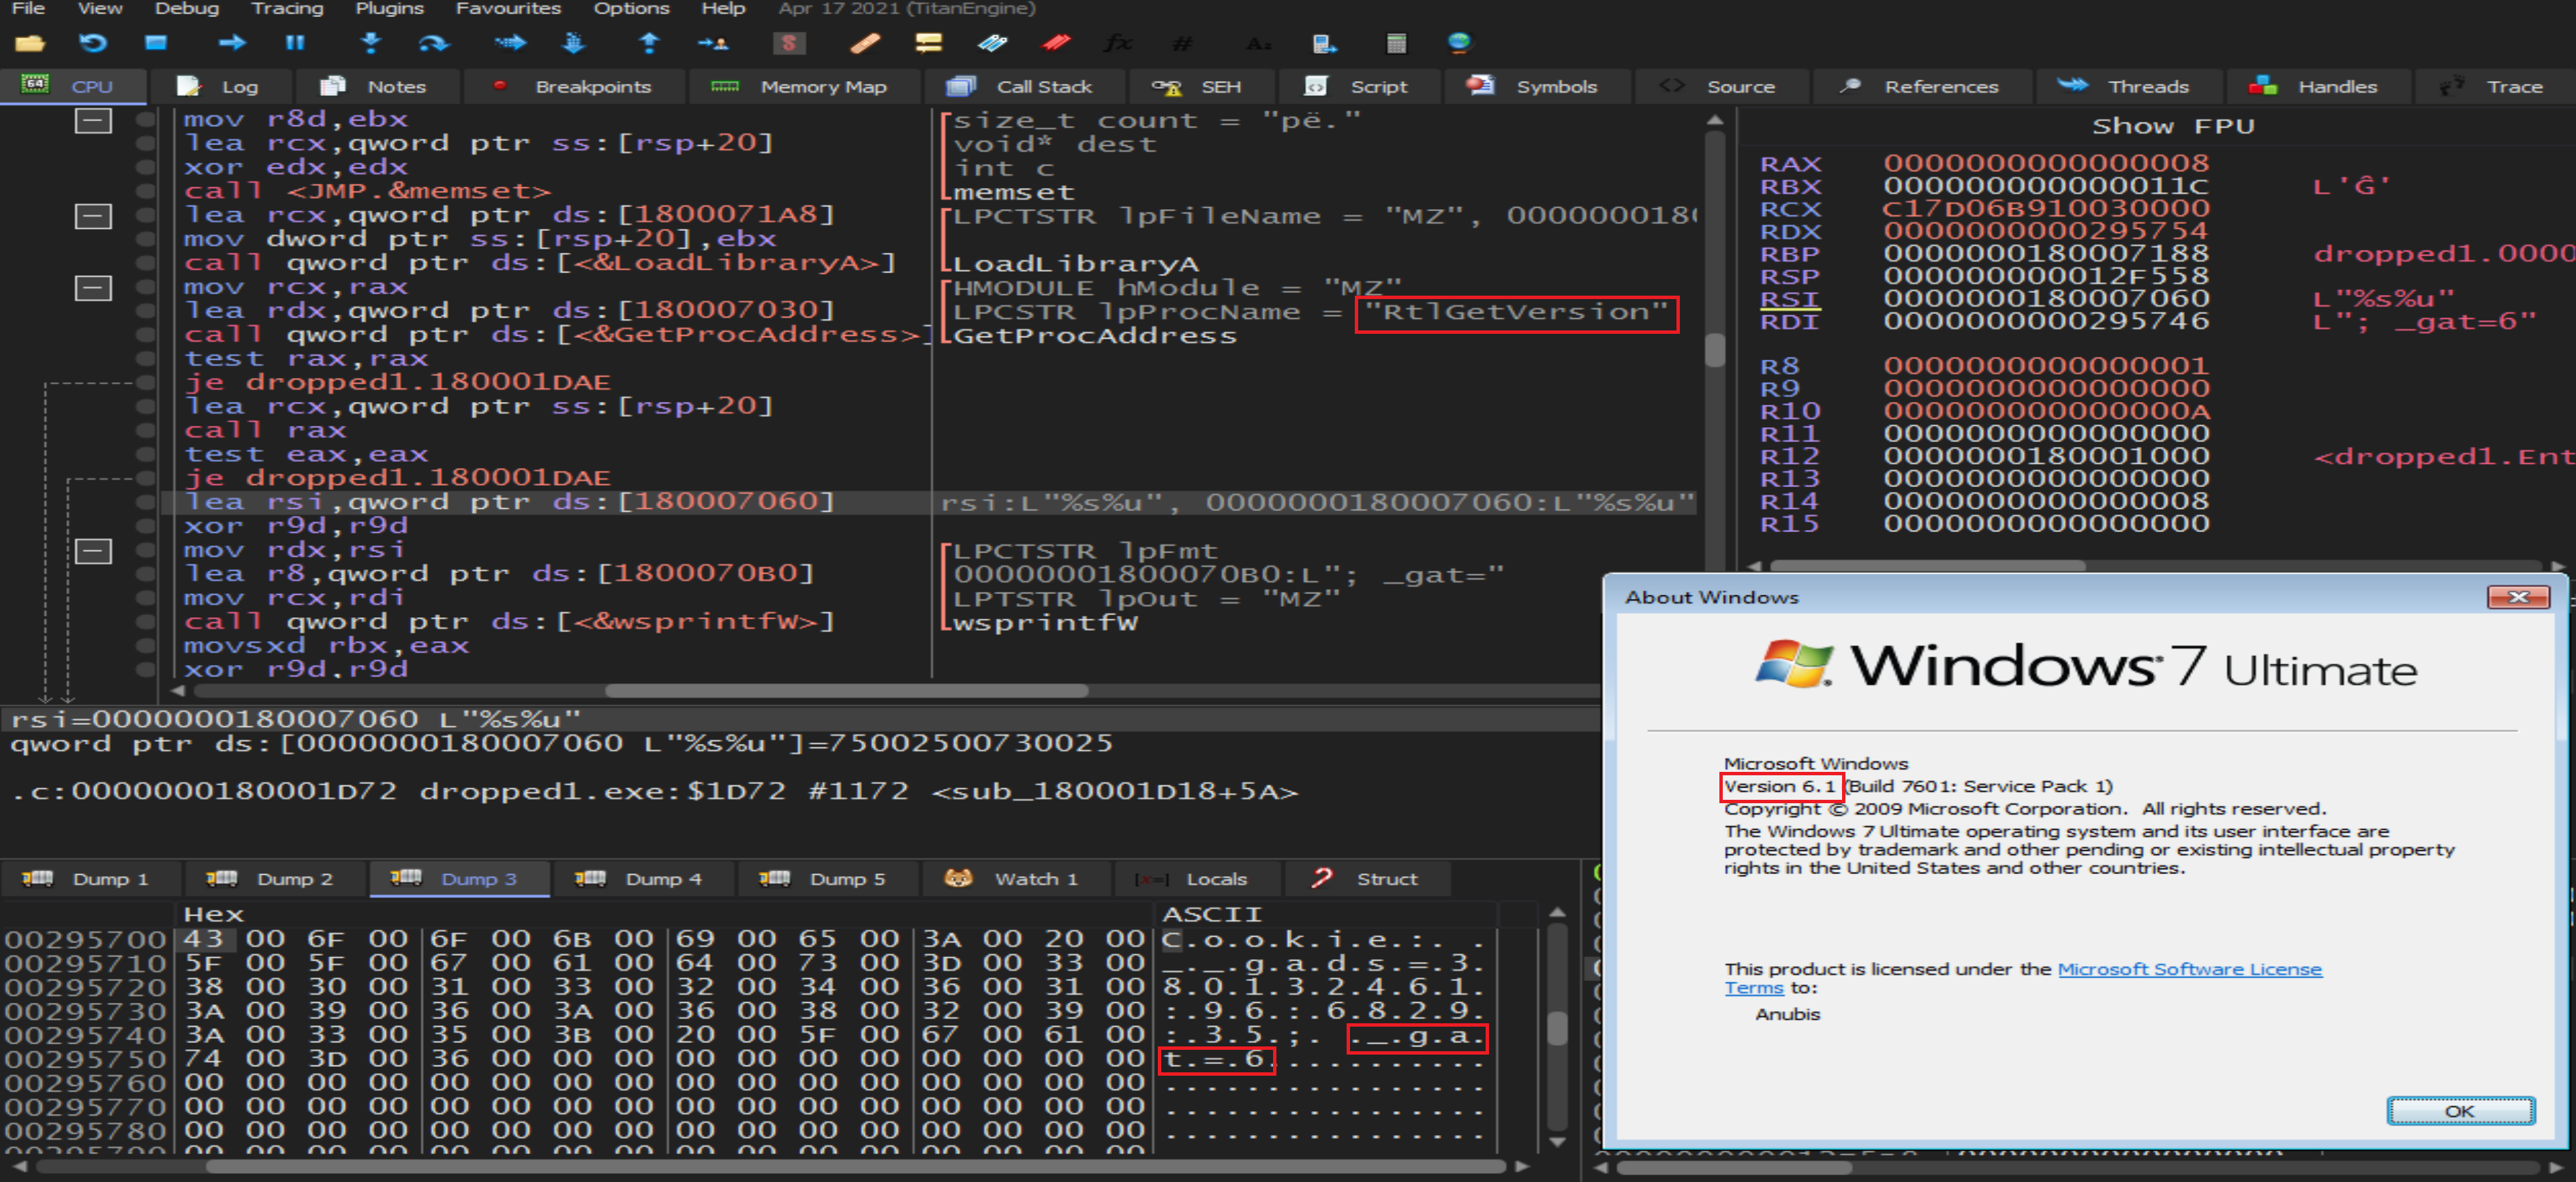 File View Debug Tracing Plugins Favourites Options Help Apr 17 2021 (TitanEngine)
CPU Log Notes Breakpoints Memory Map Call Stack SEH Script Symbols Source References Threads Handles Trace
mov r8d,ebx
lea rcx,qword ptr ss:[rsp+20]
xor edx,edx
call <JMP.&memset>
lea rcx,qword ptr ds:[1800071A8]
mov dword ptr ss:[rsp+20],ebx
call qword ptr ds:[<&LoadLibraryA>]
mov rcx,rax
lea rdx,qword ptr ds:[180007030]
call qword ptr ds:[<&GetProcAddress>]
test rax,rax
je dropped1.180001DAE
lea rcx,qword ptr ss:[rsp+20]
call rax
test eax,eax
je dropped1.180001DAE
lea rsi,qword ptr ds:[180007060]
xor r9d,r9d
mov rdx,rsi
lea r8,qword ptr ds:[1800070B0]
mov rcx,rdi
call qword ptr ds:[<&wsprintfW>]
movsxd rbx,eax
xor r9d,r9d
size_t count = "pë."
void* dest
int c
memset
LPCTSTR lpFileName = "MZ", 000000018
LoadLibraryA
HMODULE hModule = "MZ"
LPCSTR lpProcName = "RtlGetVersion"
GetProcAddress
rsi:L"%s%u", 0000000180007060:L"%s%u"
LPCTSTR lpFmt
00000001800070B0:L"; _gat="
LPTSTR lpOut = "MZ"
wsprintfW
Show FPU
RAX 0000000000000008
RBX 000000000000011C L'Ĝ'
RCX C17D06B910030000
RDX 0000000000295754
RBP 0000000180007188 dropped1.0000
RSP 000000000012F558
RSI 0000000180007060 L"%s%u"
RDI 0000000000295746 L"; _gat=6"
R8 0000000000000001
R9 0000000000000000
R10 000000000000000A
R11 0000000000000000
R12 0000000180001000 <dropped1.Ent
R13 0000000000000000
R14 0000000000000008
R15 0000000000000000
rsi=0000000180007060 L"%s%u"
qword ptr ds:[0000000180007060 L"%s%u"]=75002500730025
.c:0000000180001D72 dropped1.exe:$1D72 #1172 <sub_180001D18+5A>
Dump 1 Dump 2 Dump 3 Dump 4 Dump 5 Watch 1 Locals Struct
Hex ASCII
00295700 43 00 6F 00 6F 00 6B 00 69 00 65 00 3A 00 20 00 C.o.o.k.i.e.:. .
00295710 5F 00 5F 00 67 00 61 00 64 00 73 00 3D 00 33 00 _._.g.a.d.s.=.3.
00295720 38 00 30 00 31 00 33 00 32 00 34 00 36 00 31 00 8.0.1.3.2.4.6.1.
00295730 3A 00 39 00 36 00 3A 00 36 00 38 00 32 00 39 00 :.9.6.:.6.8.2.9.
00295740 3A 00 33 00 35 00 3B 00 20 00 5F 00 67 00 61 00 :.3.5.;. ._.g.a.
00295750 74 00 3D 00 36 00 00 00 00 00 00 00 00 00 00 00 t.=.6...........
00295760 00 00 00 00 00 00 00 00 00 00 00 00 00 00 00 00 ................
00295770 00 00 00 00 00 00 00 00 00 00 00 00 00 00 00 00 ................
00295780 00 00 00 00 00 00 00 00 00 00 00 00 00 00 00 00 ................
About Windows
Windows 7 Ultimate
Microsoft Windows
Version 6.1 (Build 7601: Service Pack 1)
Copyright © 2009 Microsoft Corporation. All rights reserved.
The Windows 7 Ultimate operating system and its user interface are
protected by trademark and other pending or existing intellectual property
rights in the United States and other countries.
This product is licensed under the Microsoft Software License
Terms to:
Anubis
OK